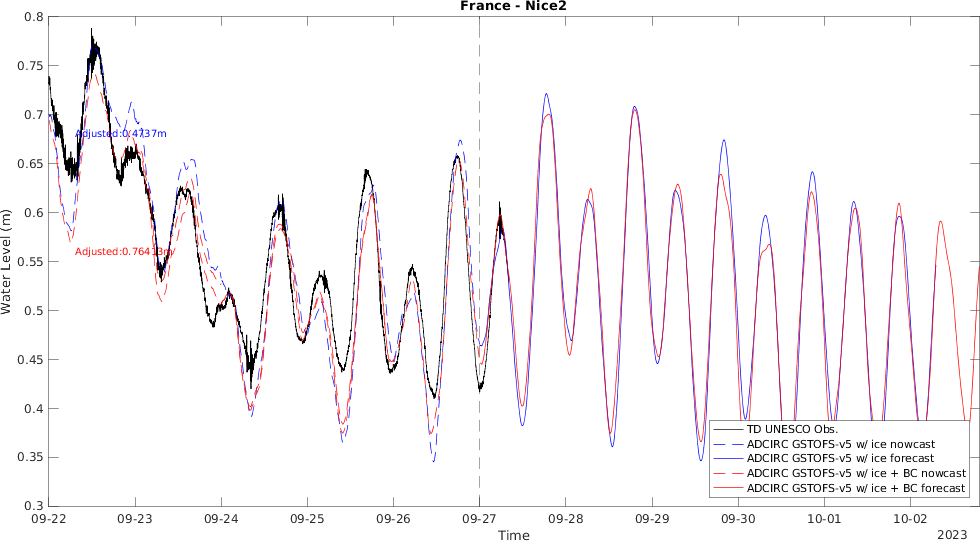 France - Nice2
0.8
0.75
0.7
0.65
0.6
0.55
0.5
0.45
0.4
0.35
0.3
Water Level (m)
Adjusted:0.4737m
Adjusted:0.76413m
TD UNESCO Obs.
ADCIRC GSTOFS-v5 w/ ice nowcast
ADCIRC GSTOFS-v5 w/ ice forecast
ADCIRC GSTOFS-v5 w/ ice + BC nowcast
ADCIRC GSTOFS-v5 w/ ice + BC forecast
09-22 09-23 09-24 09-25 09-26 09-27 09-28 09-29 09-30 10-01 10-02
Time
2023